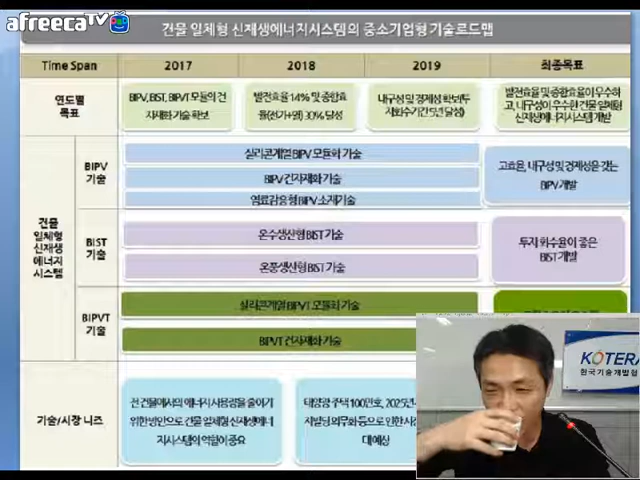 afreecaTV
건물 일체형 신재생에너지시스템의 중소기업형 기술로드맵
Time Span
2017
2018
2019
최종목표
연도별
목표
BIPV, BIST, BIPVT 모듈의 건
자재화 기술 확보
발전효율 14% 및 종합효
율(전기+열) 30% 달성
내구성 및 경제성 확보(투
자회수기간 5년 달성)
발전효율 및 종합효율이 우수하
고, 내구성이 우수한 건물 일체형
신재생에너지시스템 개발
건물
일체형
신재생
에너지
시스템
BIPV
기술
실리콘계열 BIPV 모듈화 기술
BIPV 건자재화 기술
염료감응형 BIPV 소재기술
고효율, 내구성 및 경제성을 갖는
BIPV 개발
BIST
기술
온수생산형 BIST 기술
온풍생산형 BIST 기술
투자 회수율이 좋은
BIST 개발
BIPVT
기술
실리콘계열 BIPVT 모듈화 기술
BIPVT 건자재화 기술
기술/시장 니즈
전 건물에서의 에너지 사용량을 줄이기
위한 방안으로 건물 일체형 신재생에너
지시스템의 역할이 중요
태양광 주택 100만호, 2025년
의무화 등으로 인한 시
대 예상
KOTERA
한국기술개발협